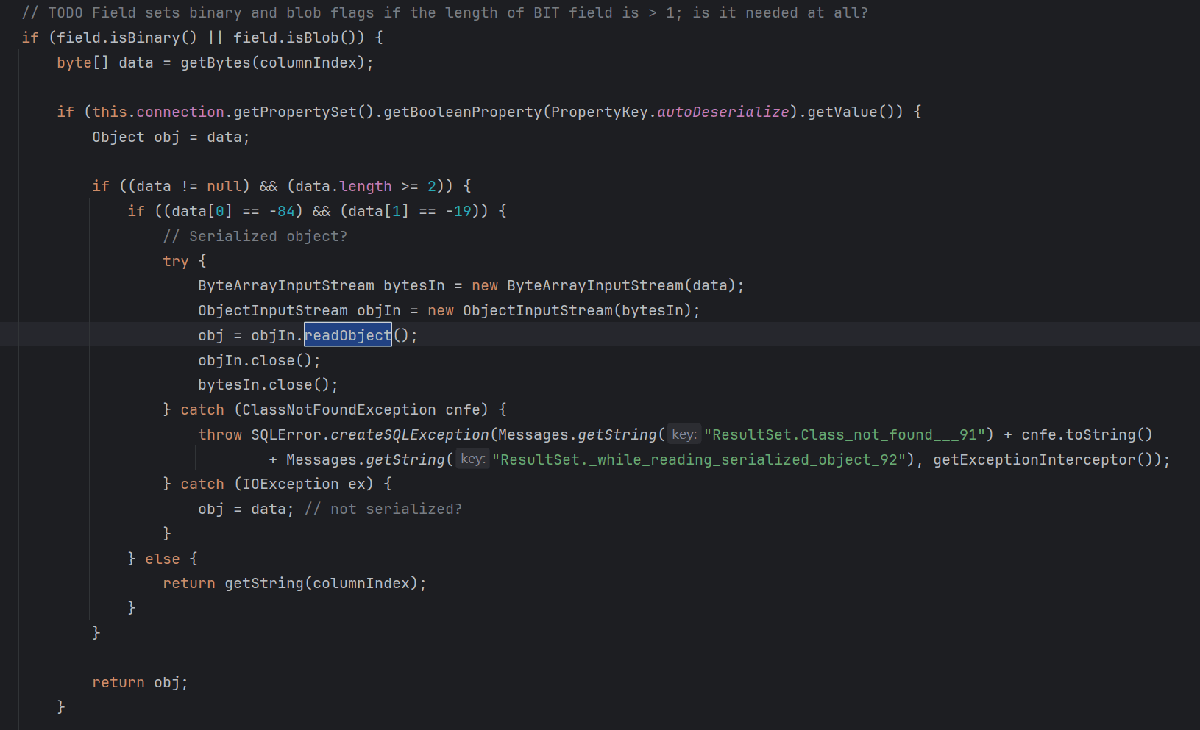 // TODO Field sets binary and blob flags if the length of BIT field is > 1; is it needed at all?
if (field.isBinary() || field.isBlob()) {
    byte[] data = getBytes(columnIndex);

    if (this.connection.getPropertySet().getBooleanProperty(PropertyKey.autoDeserialize).getValue()) {
        Object obj = data;

        if ((data != null) && (data.length >= 2)) {
            if ((data[0] == -84) && (data[1] == -19)) {
                // Serialized object?
                try {
                    ByteArrayInputStream bytesIn = new ByteArrayInputStream(data);
                    ObjectInputStream objIn = new ObjectInputStream(bytesIn);
                    obj = objIn.readObject();
                    objIn.close();
                    bytesIn.close();
                } catch (ClassNotFoundException cnfe) {
                    throw SQLError.createSQLException(Messages.getString( key: "ResultSet.Class_not_found___91") + cnfe.toString()
                            + Messages.getString( key: "ResultSet._while_reading_serialized_object_92"), getExceptionInterceptor());
                } catch (IOException ex) {
                    obj = data; // not serialized?
                }
            } else {
                return getString(columnIndex);
            }
        }

        return obj;
    }